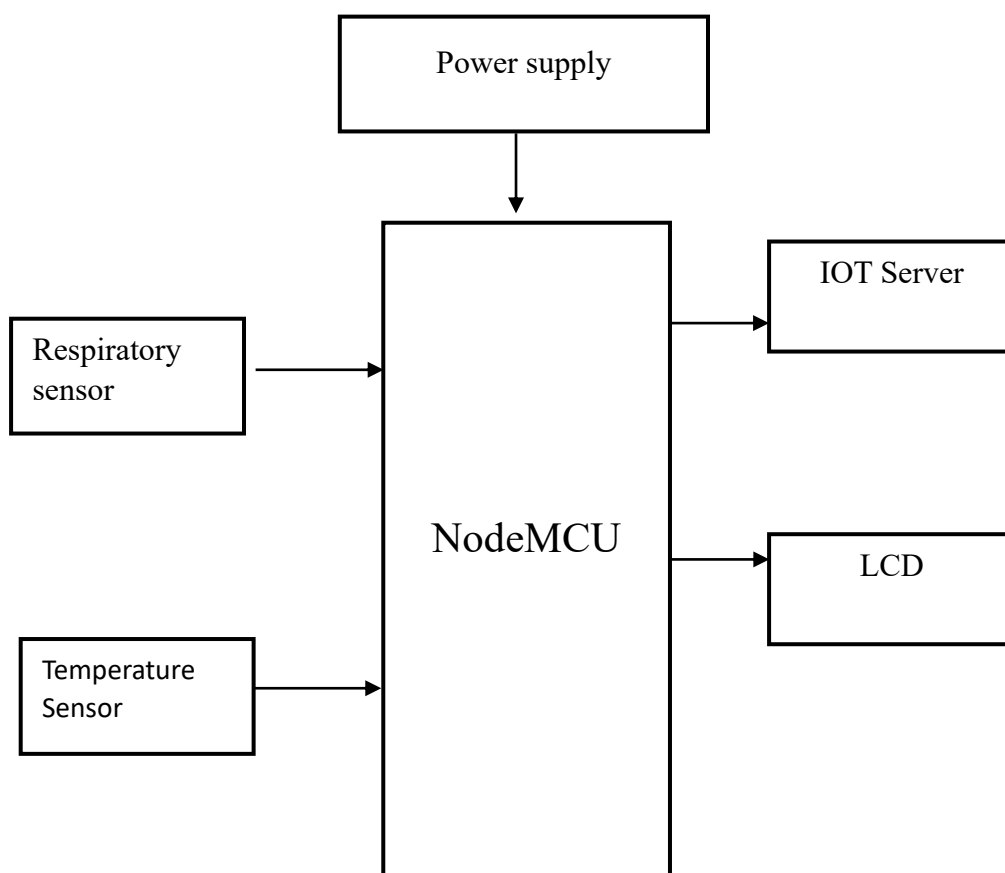 Power supply
IOT Server
Respiratory
sensor
NodeMCU
LCD
Temperature
Sensor